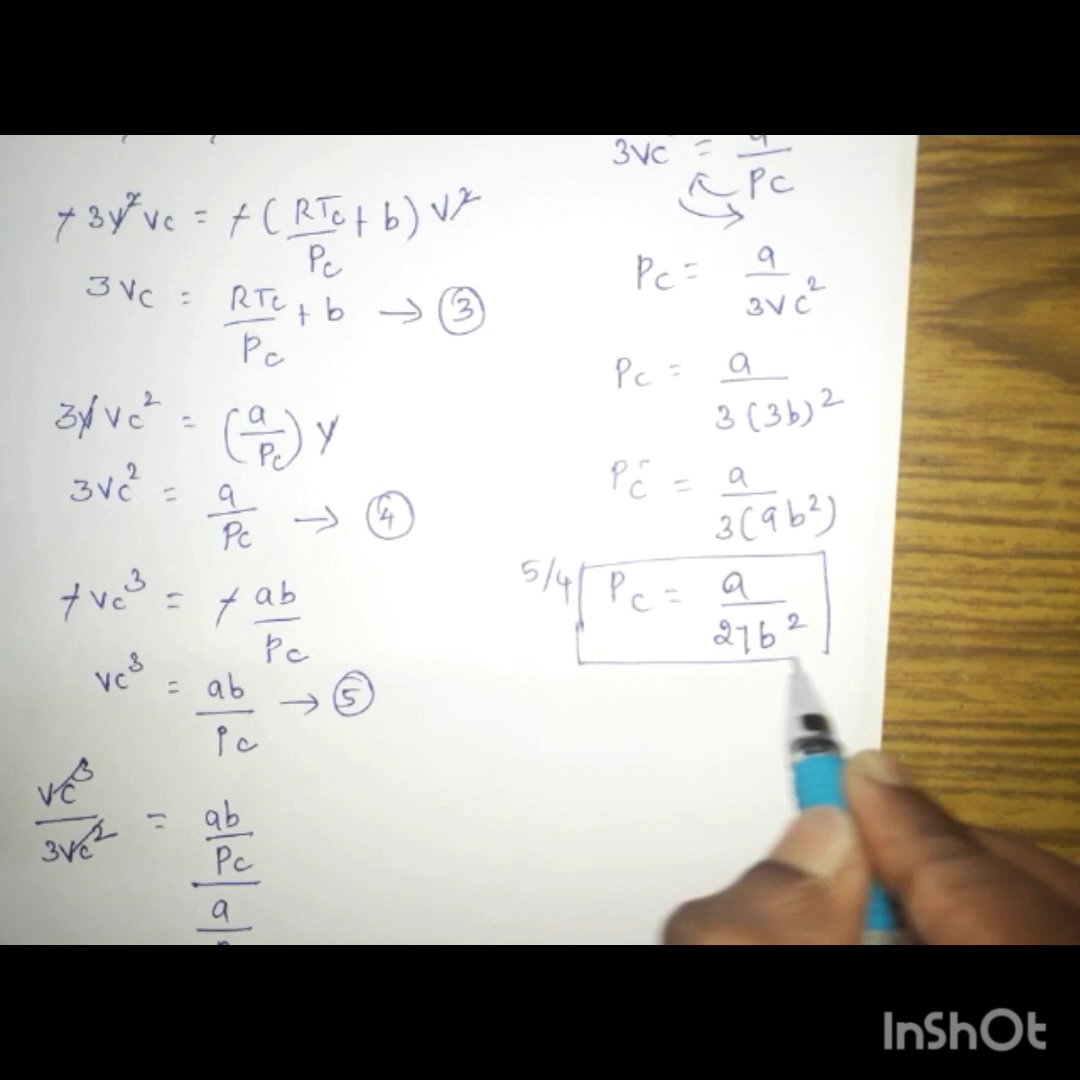 -3V²Vc = -(RTc/Pc + b) V²
3Vc = RTc/Pc + b → ③
3V Vc² = (a/Pc) V
3Vc² = a/Pc → ④
-Vc³ = -ab/Pc
Vc³ = ab/Pc → ⑤
Vc³/3Vc² = ab/Pc / a/
3Vc = a/Pc
Pc = a/3Vc²
Pc = a/3(3b)²
Pc = a/3(9b²)
5/4 Pc = a/27b²
InShOt